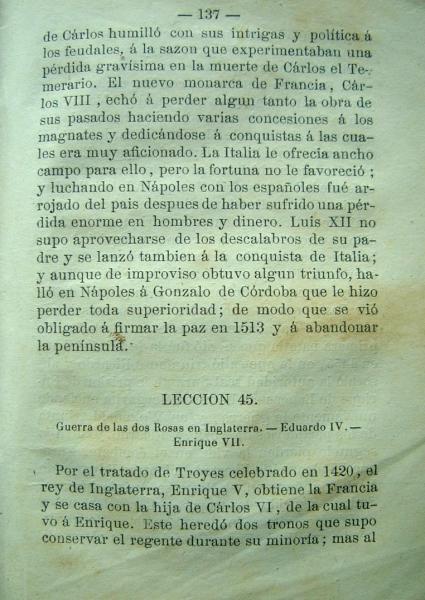 — 137 —
de Cárlos humilló con sus intrigas y política á
los feudales, á la sazon que experimentaban una
pérdida gravísima en la muerte de Cárlos el Te-
merario. El nuevo monarca de Francia, Cár-
los VIII, echó á perder algun tanto la obra de
sus pasados haciendo varias concesiones á los
magnates y dedicándose á conquistas á las cua-
les era muy aficionado. La Italia le ofrecia ancho
campo para ello, pero la fortuna no le favoreció;
y luchando en Nápoles con los españoles fué ar-
rojado del pais despues de haber sufrido una pér-
dida enorme en hombres y dinero. Luis XII no
supo aprovecharse de los descalabros de su pa-
dre y se lanzó tambien á la conquista de Italia;
y aunque de improviso obtuvo algun triunfo, ha-
lló en Nápoles á Gonzalo de Córdoba que le hizo
perder toda superioridad; de modo que se vió
obligado á firmar la paz en 1513 y á abandonar
la península.
LECCION 45.
Guerra de las dos Rosas en Inglaterra. — Eduardo IV. —
Enrique VII.
Por el tratado de Troyes celebrado en 1420, el
rey de Inglaterra, Enrique V, obtiene la Francia
y se casa con la hija de Cárlos VI, de la cual tu-
vo á Enrique. Este heredó dos tronos que supo
conservar el regente durante su minoría; mas al